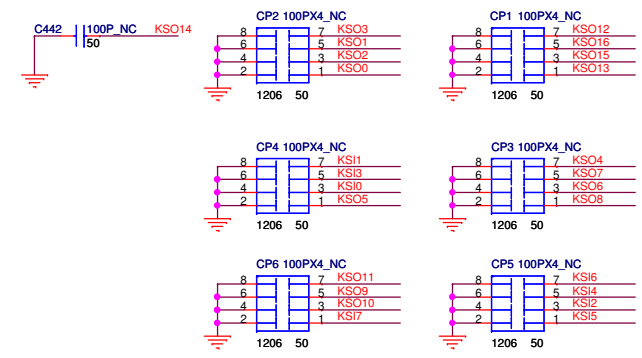 C442 100P_NC KSO14
50
CP2 100PX4_NC
8 7 KSO3
6 5 KSO1
4 3 KSO2
2 1 KSO0
1206 50
CP1 100PX4_NC
8 7 KSO12
6 5 KSO16
4 3 KSO15
2 1 KSO13
1206 50
CP4 100PX4_NC
8 7 KSI1
6 5 KSI3
4 3 KSI0
2 1 KSO5
1206 50
CP3 100PX4_NC
8 7 KSO4
6 5 KSO7
4 3 KSO6
2 1 KSO8
1206 50
CP6 100PX4_NC
8 7 KSO11
6 5 KSO9
4 3 KSO10
2 1 KSI7
1206 50
CP5 100PX4_NC
8 7 KSI6
6 5 KSI4
4 3 KSI2
2 1 KSI5
1206 50